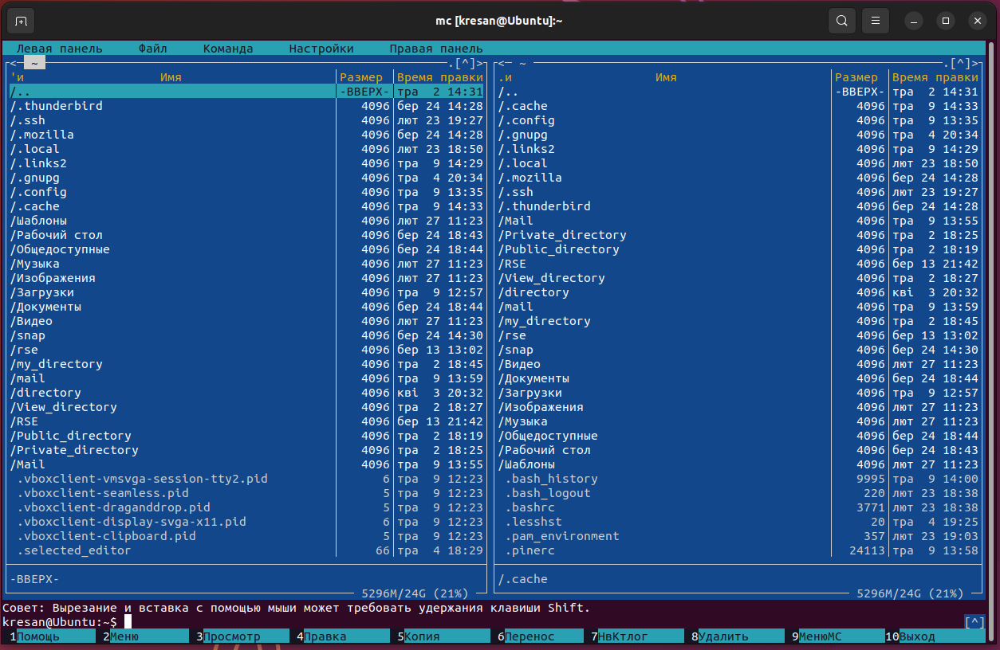 mc [kresan@Ubuntu]:~
Левая панель Файл Команда Настройки Правая панель
<─ ~ .[^]> <─ ~ .[^]>
'и Имя Размер Время правки .и Имя Размер Время правки
/.. -ВВЕРХ- тра 2 14:31 /.. -ВВЕРХ- тра 2 14:31
/.thunderbird 4096 бер 24 14:28 /.cache 4096 тра 9 14:33
/.ssh 4096 лют 23 19:27 /.config 4096 тра 9 13:35
/.mozilla 4096 бер 24 14:28 /.gnupg 4096 тра 4 20:34
/.local 4096 лют 23 18:50 /.links2 4096 тра 9 14:29
/.links2 4096 тра 9 14:29 /.local 4096 лют 23 18:50
/.gnupg 4096 тра 4 20:34 /.mozilla 4096 бер 24 14:28
/.config 4096 тра 9 13:35 /.ssh 4096 лют 23 19:27
/.cache 4096 тра 9 14:33 /.thunderbird 4096 бер 24 14:28
/Шаблоны 4096 лют 27 11:23 /Mail 4096 тра 9 13:55
/Рабочий стол 4096 бер 24 18:43 /Private_directory 4096 тра 2 18:25
/Общедоступные 4096 бер 24 18:44 /Public_directory 4096 тра 2 18:19
/Музыка 4096 лют 27 11:23 /RSE 4096 бер 13 21:42
/Изображения 4096 лют 27 11:23 /View_directory 4096 тра 2 18:27
/Загрузки 4096 тра 9 12:57 /directory 4096 кві 3 20:32
/Документы 4096 бер 24 18:44 /mail 4096 тра 9 13:59
/Видео 4096 лют 27 11:23 /my_directory 4096 тра 2 18:45
/snap 4096 бер 24 14:30 /rse 4096 бер 13 13:02
/rse 4096 бер 13 13:02 /snap 4096 бер 24 14:30
/my_directory 4096 тра 2 18:45 /Видео 4096 лют 27 11:23
/mail 4096 тра 9 13:59 /Документы 4096 бер 24 18:44
/directory 4096 кві 3 20:32 /Загрузки 4096 тра 9 12:57
/View_directory 4096 тра 2 18:27 /Изображения 4096 лют 27 11:23
/RSE 4096 бер 13 21:42 /Музыка 4096 лют 27 11:23
/Public_directory 4096 тра 2 18:19 /Общедоступные 4096 бер 24 18:44
/Private_directory 4096 тра 2 18:25 /Рабочий стол 4096 бер 24 18:43
/Mail 4096 тра 9 13:55 /Шаблоны 4096 лют 27 11:23
.vboxclient-vmsvga-session-tty2.pid 6 тра 9 12:23 .bash_history 9995 тра 9 14:00
.vboxclient-seamless.pid 5 тра 9 12:23 .bash_logout 220 лют 23 18:38
.vboxclient-draganddrop.pid 5 тра 9 12:23 .bashrc 3771 лют 23 18:38
.vboxclient-display-svga-x11.pid 6 тра 9 12:23 .lesshst 20 тра 4 19:25
.vboxclient-clipboard.pid 5 тра 9 12:23 .pam_environment 357 лют 23 19:03
.selected_editor 66 тра 4 18:29 .pinerc 24113 тра 9 13:58
-ВВЕРХ- /.cache
5296M/24G (21%) 5296M/24G (21%)
Совет: Вырезание и вставка с помощью мыши может требовать удержания клавиши Shift.
kresan@Ubuntu:~$ [^]
1Помощь 2Меню 3Просмотр 4Правка 5Копия 6Перенос 7НвКтлог 8Удалить 9МенюМС 10Выход